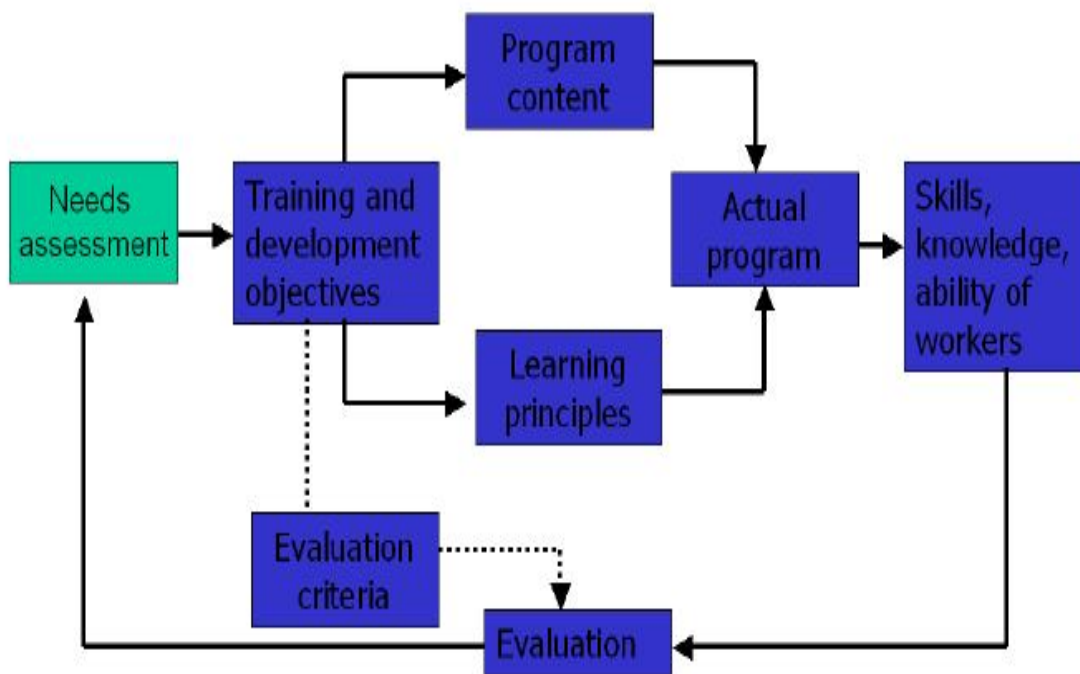 Program
content
Needs
assessment
Training and
development
objectives
Actual
program
Skills,
knowledge,
ability of
workers
Learning
principles
Evaluation
criteria
Evaluation